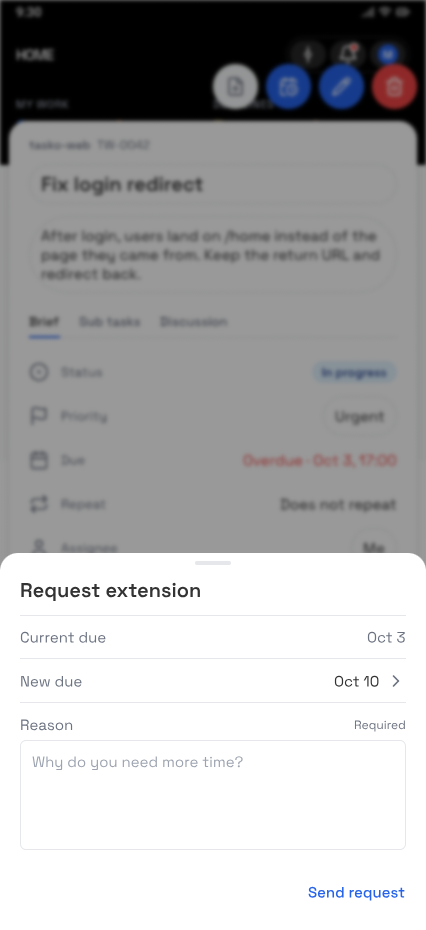 9:30
HOME
M
MY WORK
tasks-web TW-0042
Fix login redirect
After login, users land on /home instead of the
page they came from. Keep the return URL and
redirect back.
Brief Sub tasks Discussion
Status In progress
Priority Urgent
Due Overdue · Oct 3, 17:00
Repeat Does not repeat
Assignee Me
Request extension
Current due Oct 3
New due Oct 10
Reason Required
Why do you need more time?
Send request